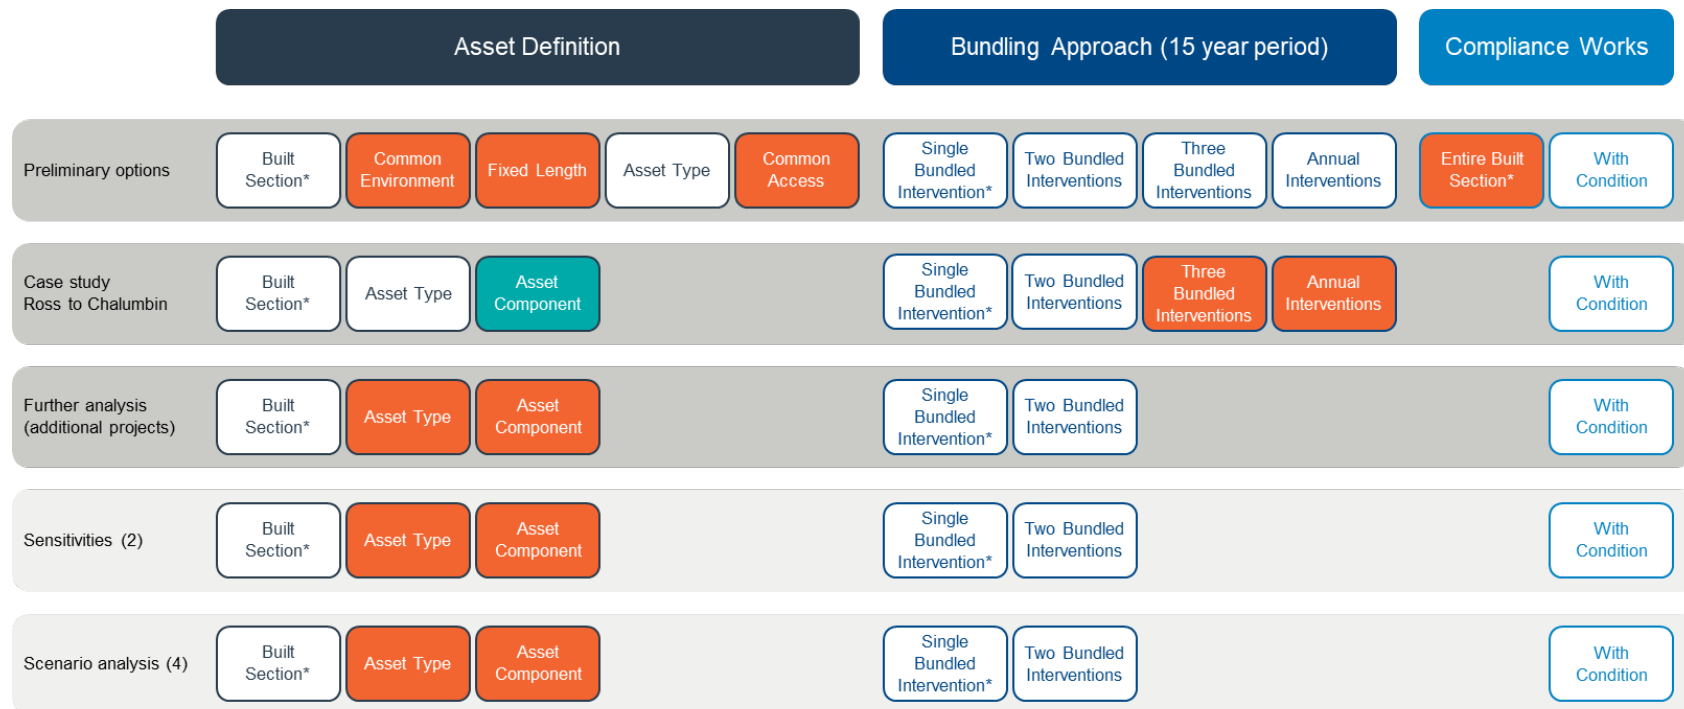 Asset Definition
Bundling Approach (15 year period)
Compliance Works
Preliminary options
Built
Section*
Common
Environment
Fixed Length
Asset Type
Common
Access
Single
Bundled
Intervention*
Two Bundled
Interventions
Three
Bundled
Interventions
Annual
Interventions
Entire Built
Section*
With
Condition
Case study
Ross to Chalumbin
Built
Section*
Asset Type
Asset
Component
Single
Bundled
Intervention*
Two Bundled
Interventions
Three
Bundled
Interventions
Annual
Interventions
With
Condition
Further analysis
(additional projects)
Built
Section*
Asset Type
Asset
Component
Single
Bundled
Intervention*
Two Bundled
Interventions
With
Condition
Sensitivities (2)
Built
Section*
Asset Type
Asset
Component
Single
Bundled
Intervention*
Two Bundled
Interventions
With
Condition
Scenario analysis (4)
Built
Section*
Asset Type
Asset
Component
Single
Bundled
Intervention*
Two Bundled
Interventions
With
Condition